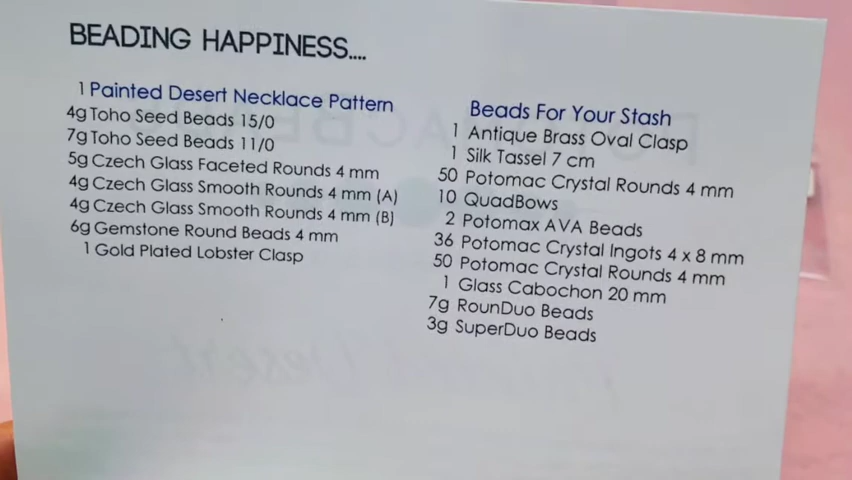 BEADING HAPPINESS....
1 Painted Desert Necklace Pattern
4g Toho Seed Beads 15/0
7g Toho Seed Beads 11/0
5g Czech Glass Faceted Rounds 4 mm
4g Czech Glass Smooth Rounds 4 mm (A)
4g Czech Glass Smooth Rounds 4 mm (B)
6g Gemstone Round Beads 4 mm
1 Gold Plated Lobster Clasp
Beads For Your Stash
1 Antique Brass Oval Clasp
1 Silk Tassel 7 cm
50 Potomac Crystal Rounds 4 mm
10 QuadBows
2 Potomax AVA Beads
36 Potomac Crystal Ingots 4 x 8 mm
50 Potomac Crystal Rounds 4 mm
1 Glass Cabochon 20 mm
7g RounDuo Beads
3g SuperDuo Beads